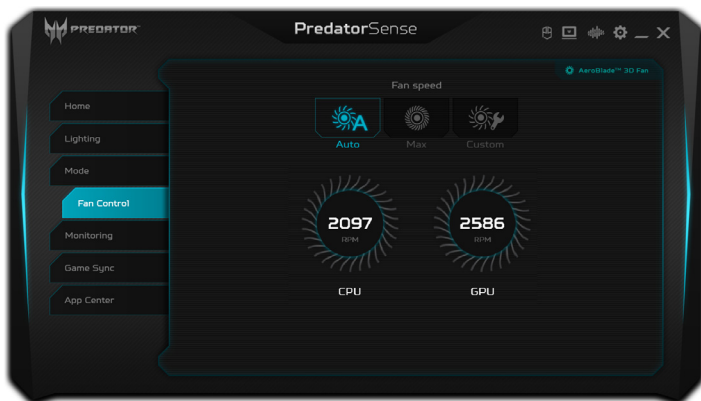 PREDATOR
PredatorSense
AeroBlade™ 3D Fan
Fan speed
Home
Lighting
Mode
Fan Control
Monitoring
Game Sync
App Center
A
Auto
Max
Custom
2097
RPM
2586
RPM
CPU
GPU